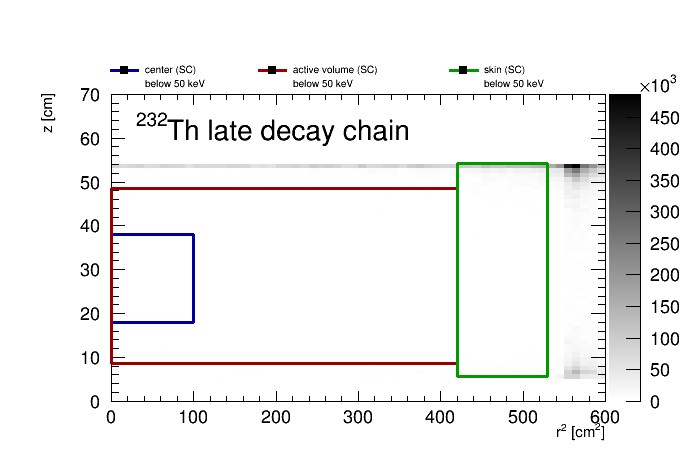 center (SC)
below 50 keV
active volume (SC)
below 50 keV
skin (SC)
below 50 keV
z [cm]
²³²Th late decay chain
70
60
50
40
30
20
10
0
0 100 200 300 400 500 600
r² [cm²]
×10³
450
400
350
300
250
200
150
100
50
0